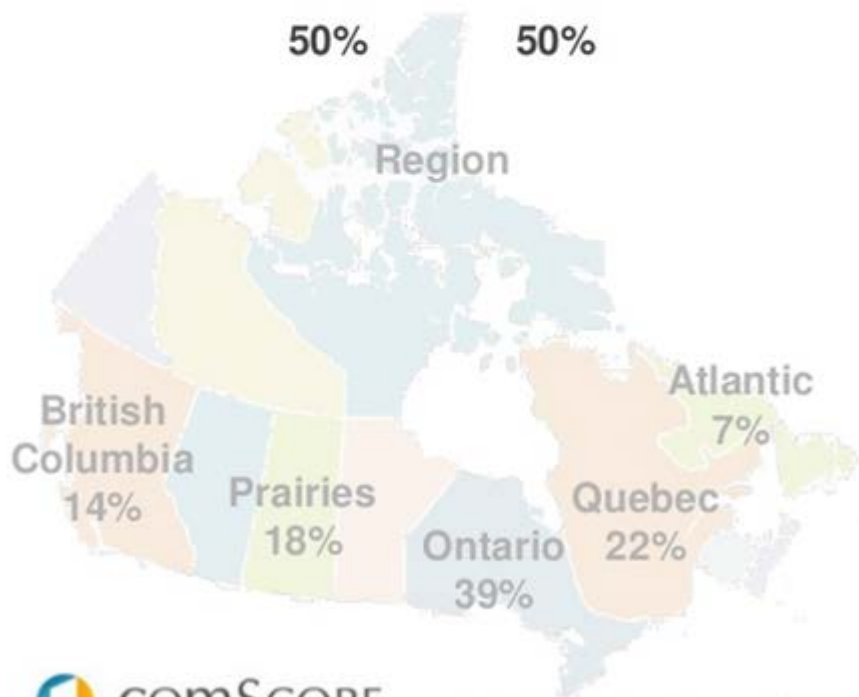 50% 50%
Region
Atlantic
7%
British
Columbia
14%
Prairies
18%
Quebec
22%
Ontario
39%
comSCORE